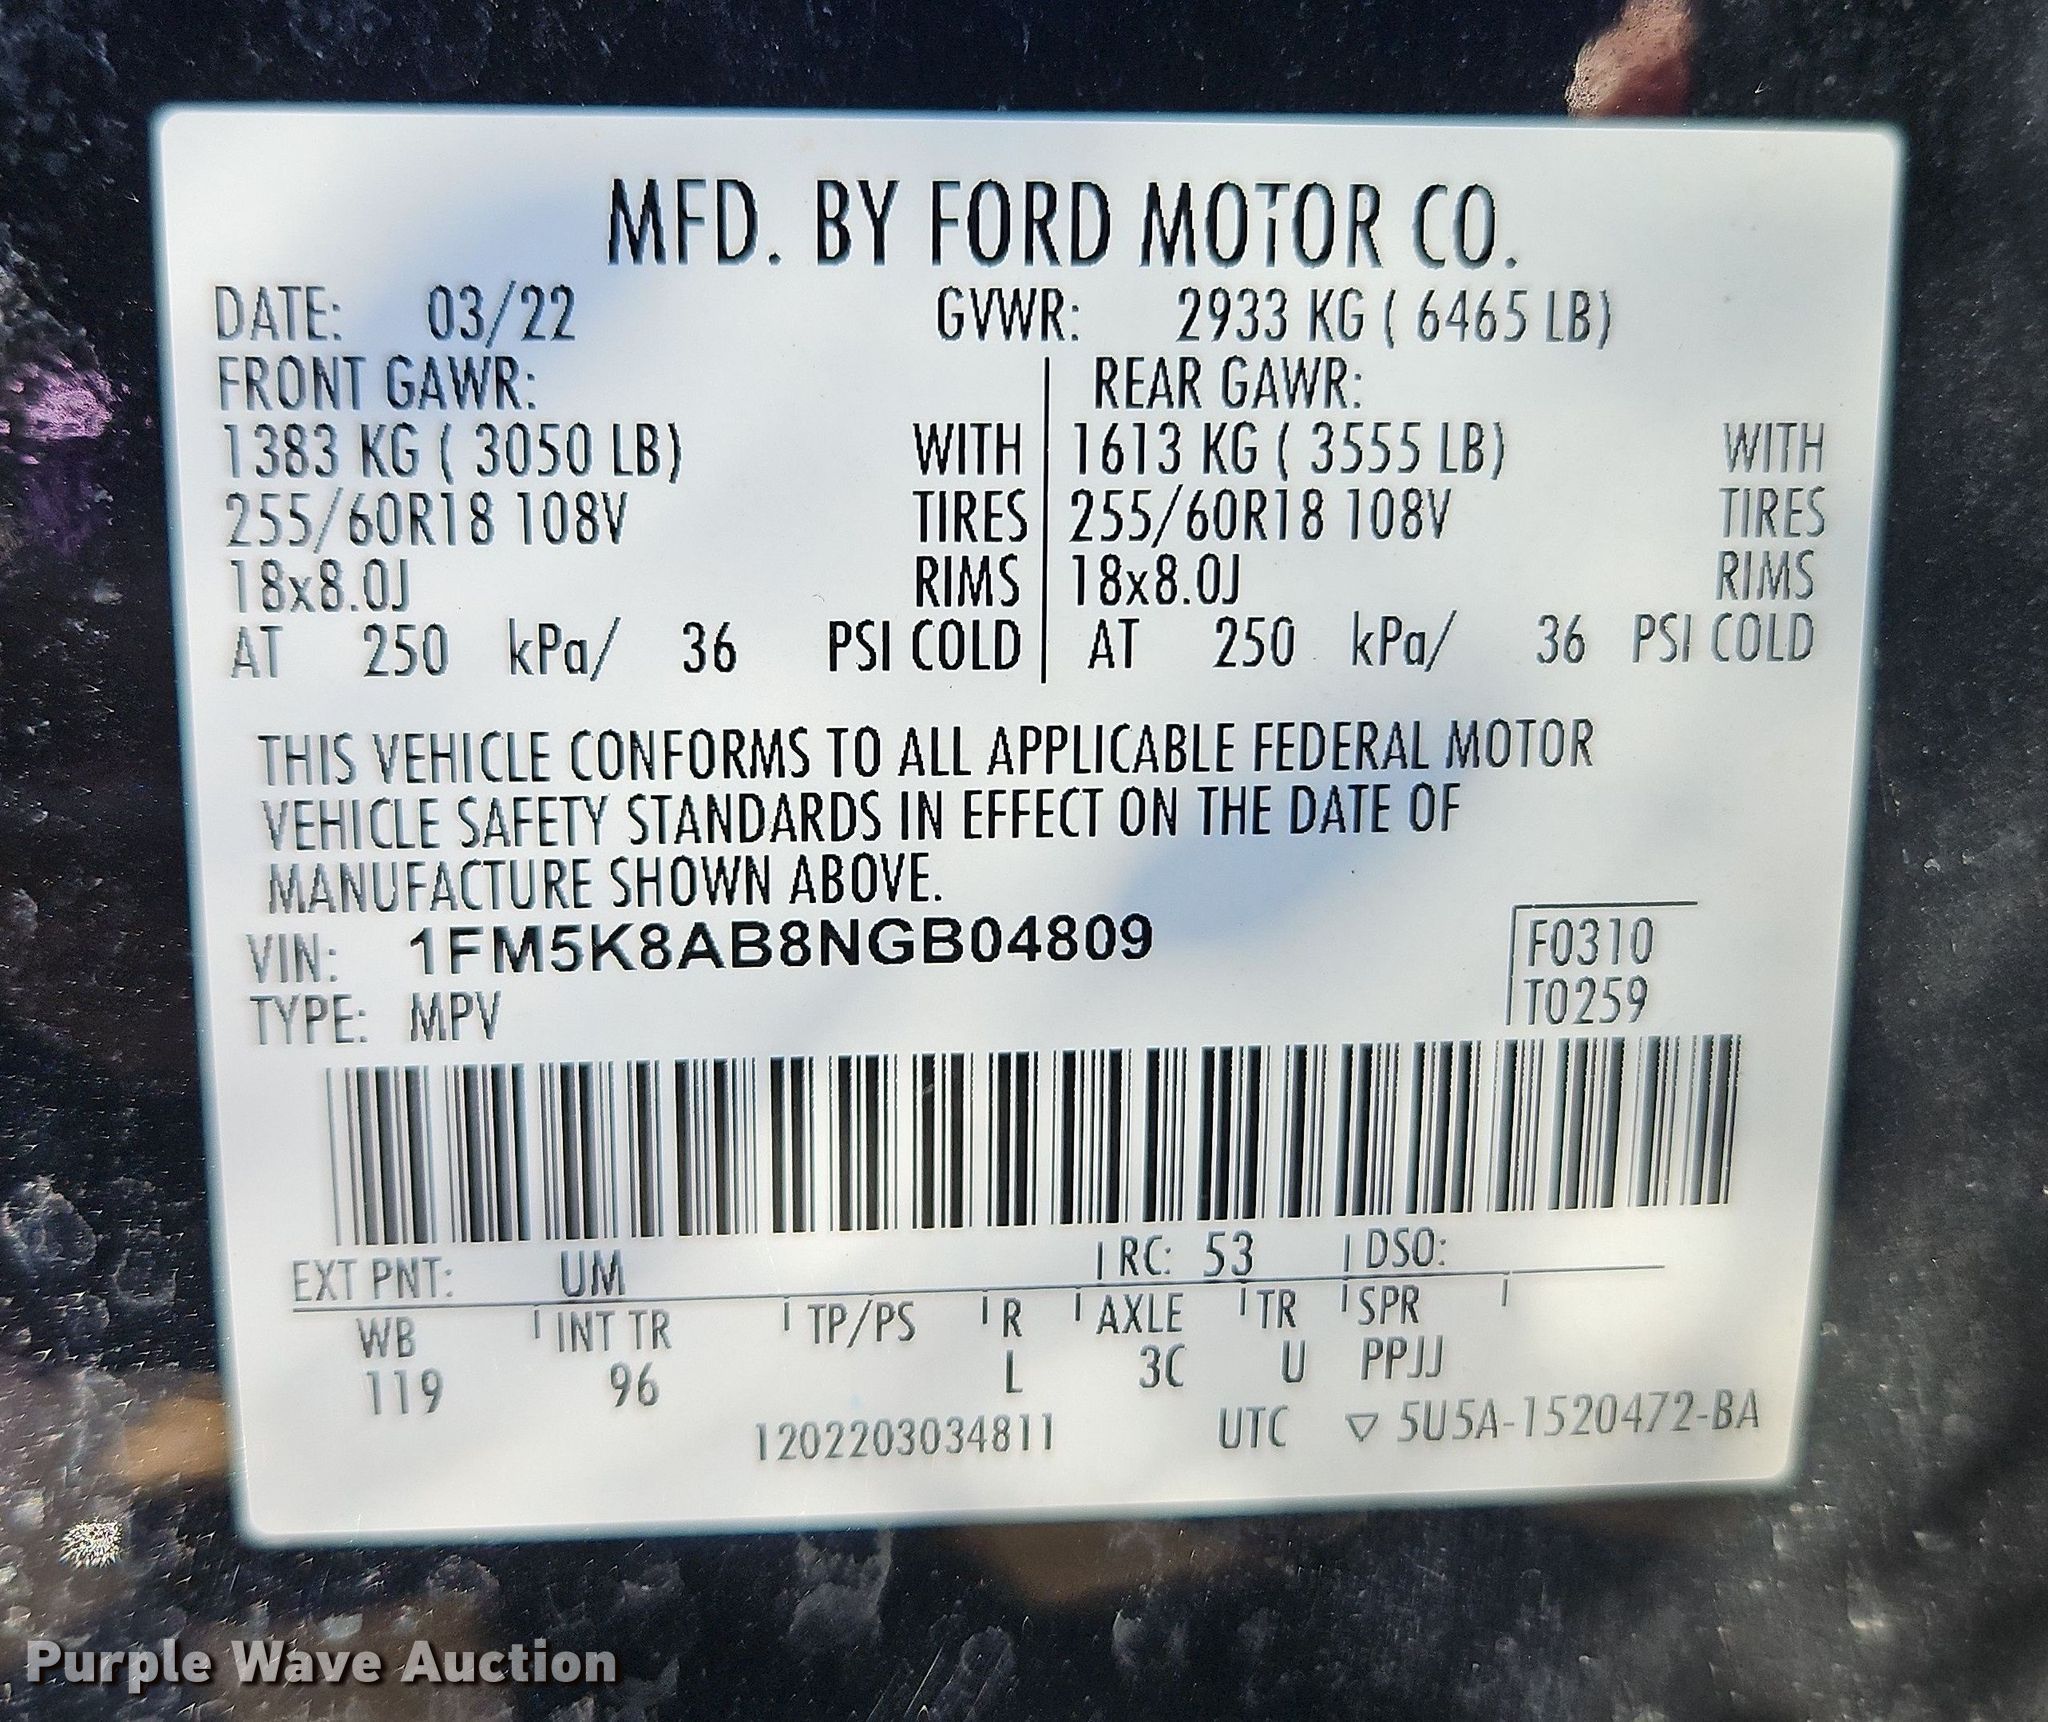 MFD. BY FORD MOTOR CO.
DATE: 03/22 GVWR: 2933 KG ( 6465 LB)
FRONT GAWR: REAR GAWR:
1383 KG ( 3050 LB) WITH 1613 KG ( 3555 LB) WITH
255/60R18 108V TIRES 255/60R18 108V TIRES
18x8.0J RIMS 18x8.0J RIMS
AT 250 kPa/ 36 PSI COLD AT 250 kPa/ 36 PSI COLD
THIS VEHICLE CONFORMS TO ALL APPLICABLE FEDERAL MOTOR
VEHICLE SAFETY STANDARDS IN EFFECT ON THE DATE OF
MANUFACTURE SHOWN ABOVE.
VIN: 1FM5K8AB8NGB04809 F0310
TYPE: MPV T0259
EXT PNT: UM RC: 53 DSO:
WB INT TR TP/PS R AXLE TR SPR
119 96 L 3C U PPJJ
1202203034811 UTC ▽ 5U5A-1520472-BA
Purple Wave Auction